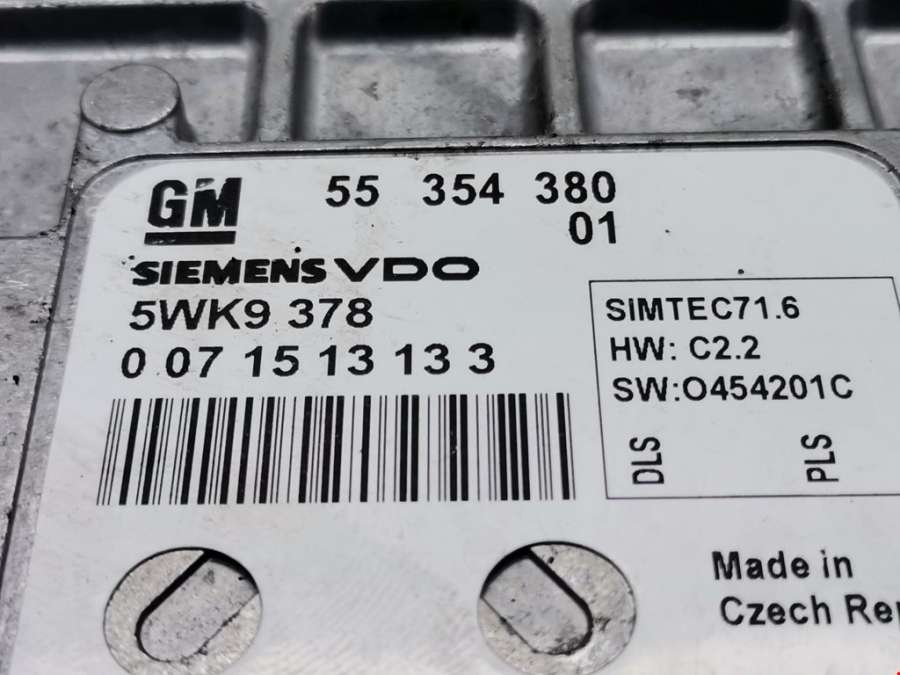 GM 55 354 380
01
SIEMENS VDO
5WK9 378
0 07 15 13 13 3
SIMTEC71.6
HW: C2.2
SW:O454201C
DLS PLS
Made in
Czech Rep